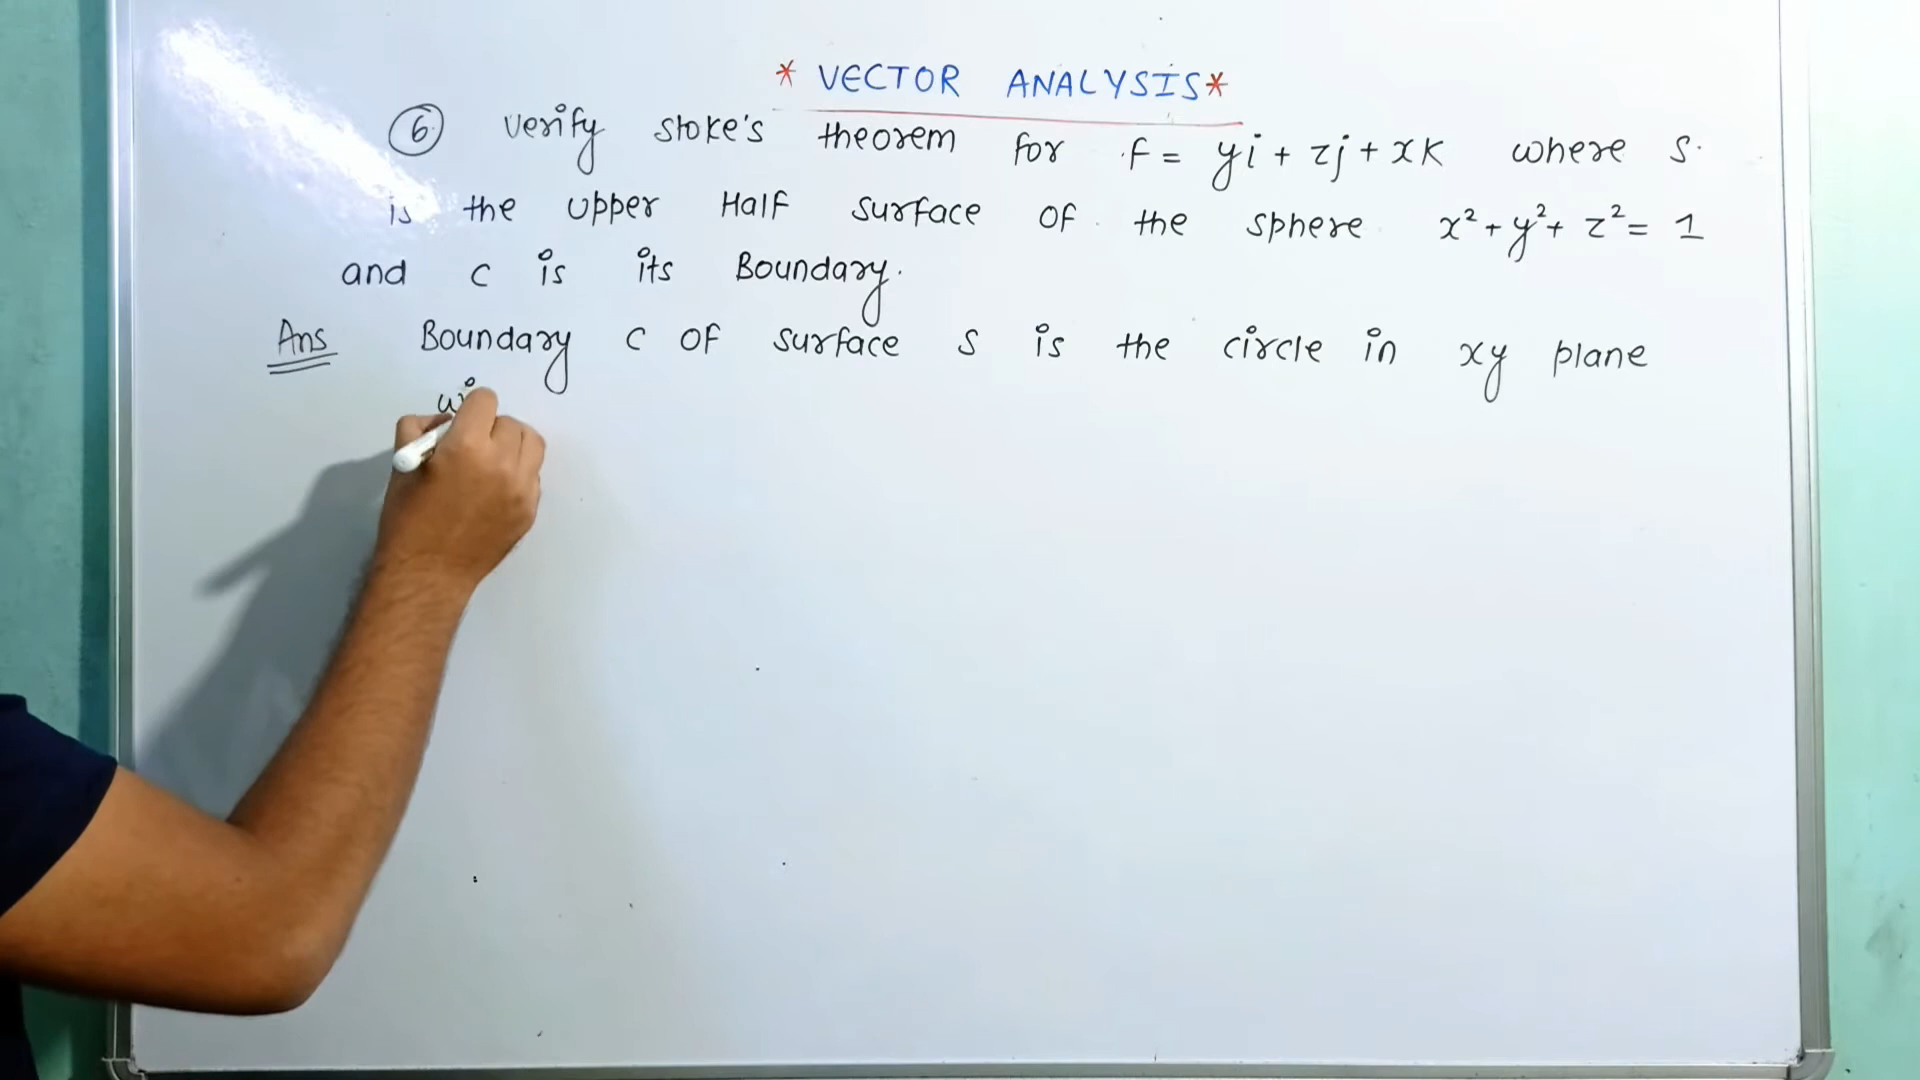 * VECTOR ANALYSIS*
6 Verify stoke's theorem for F = yi + zj + xk where s.
is the upper Half surface of the sphere x² + y² + z² = 1
and c is its Boundary.
Ans Boundary c of surface s is the circle in xy plane